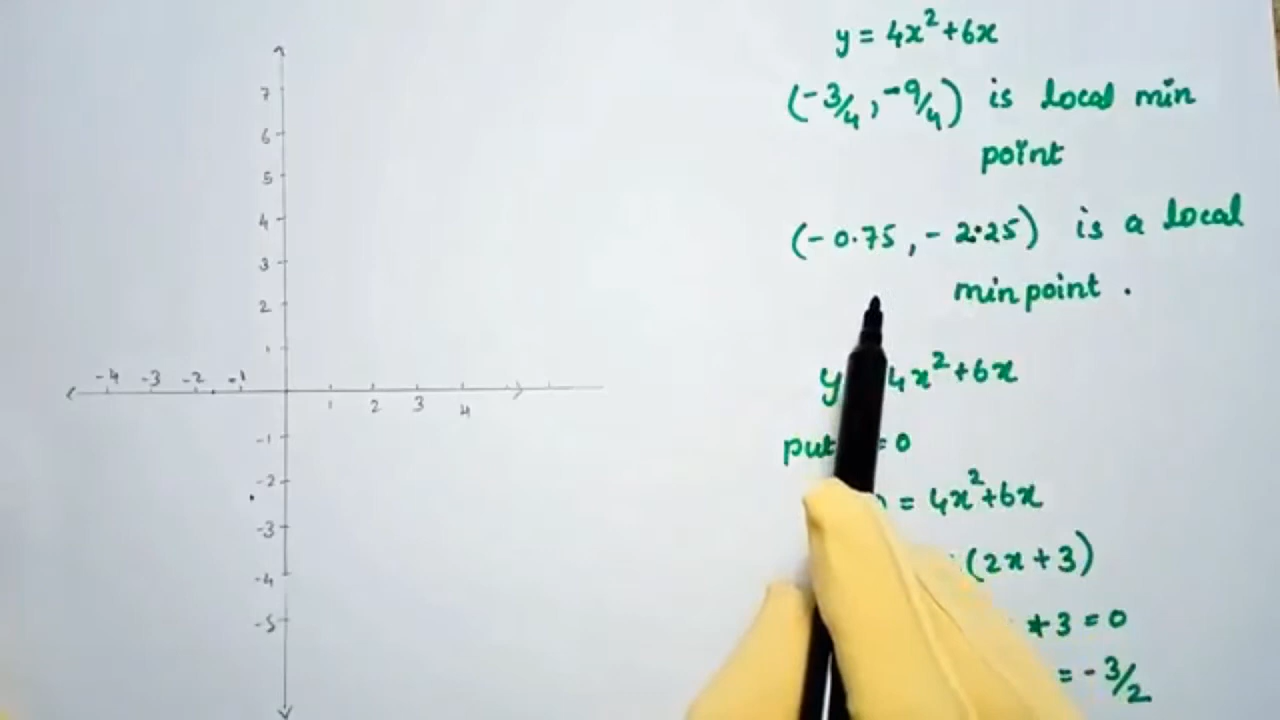 7
6
5
4
3
2
1
-4 -3 -2 -1
1 2 3 4
-1
-2
-3
-4
-5
y = 4x²+6x
(-3/4, -9/4) is local min
point
(-0.75, -2.25) is a local
min point.
y 4x²+6x
put =0
= 4x²+6x
(2x+3)
+3=0
= -3/2